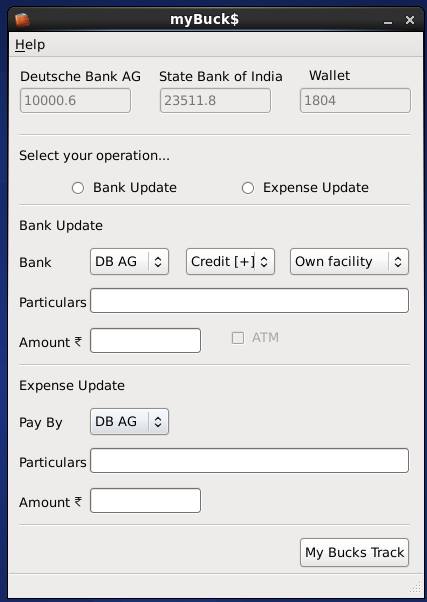 myBuck$
Help
Deutsche Bank AG State Bank of India Wallet
10000.6 23511.8 1804
Select your operation...
Bank Update Expense Update
Bank Update
Bank DB AG Credit [+] Own facility
Particulars
Amount ₹ ATM
Expense Update
Pay By DB AG
Particulars
Amount ₹
My Bucks Track